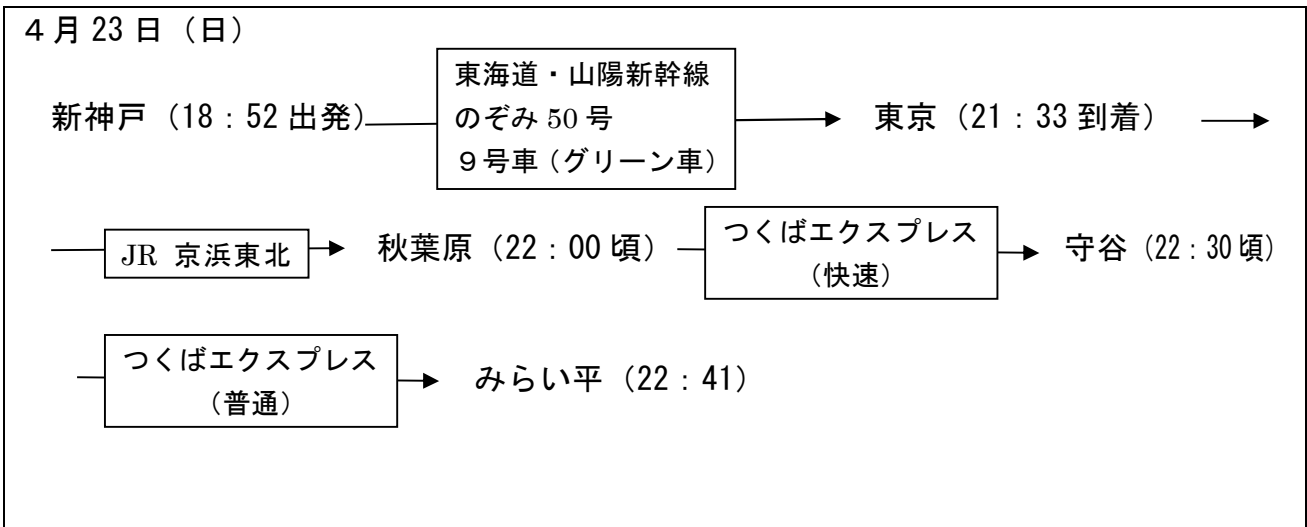 ４月23日（日）
東海道・山陽新幹線
新神戸（18：52出発）
のぞみ50号
東京（21：33到着）
９号車（グリーン車）
JR 京浜東北
秋葉原（22：00頃）
つくばエクスプレス
（快速）
守谷（22：30頃）
つくばエクスプレス
（普通）
みらい平（22：41）